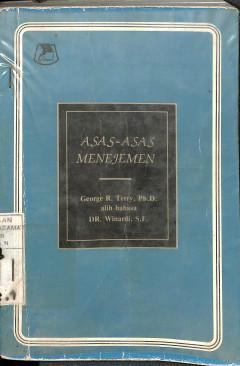 ASAS-ASAS
MENEJEMEN
George R. Terry, Ph.D.
alih bahasa
DR. Winardi, S.E.